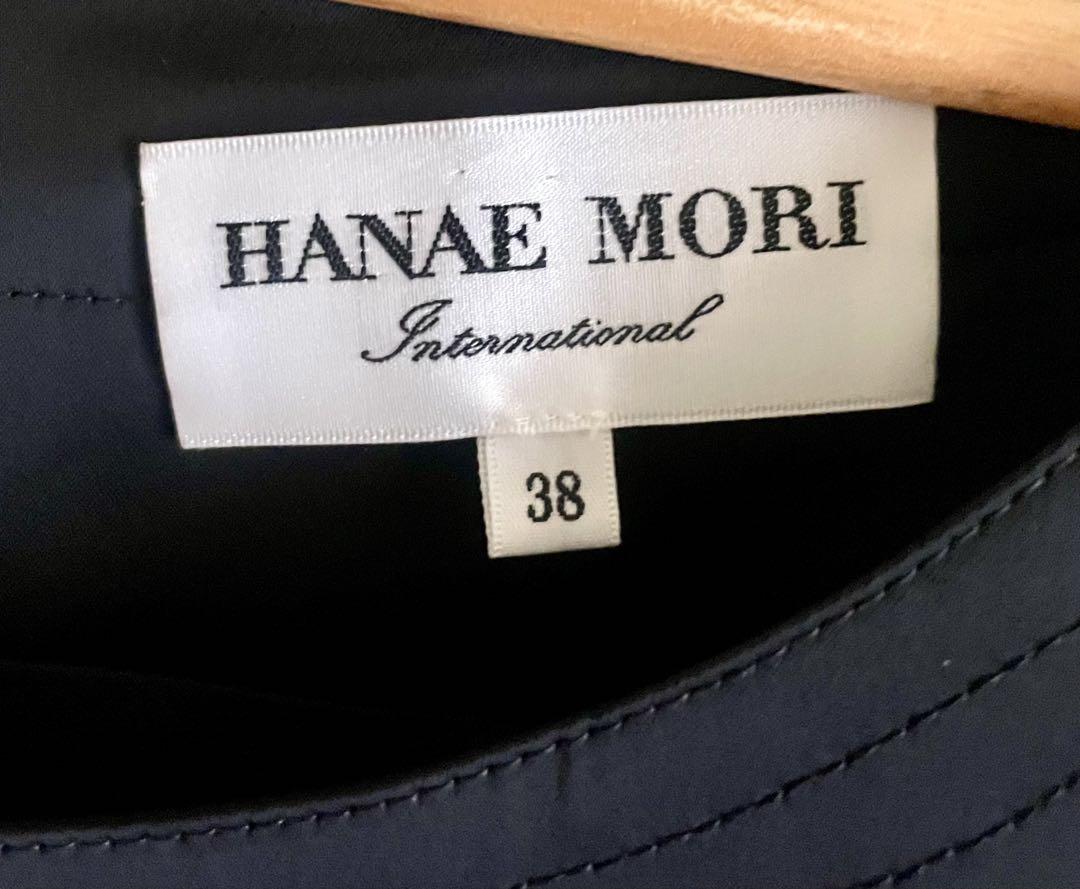 HANAE MORI
International
38